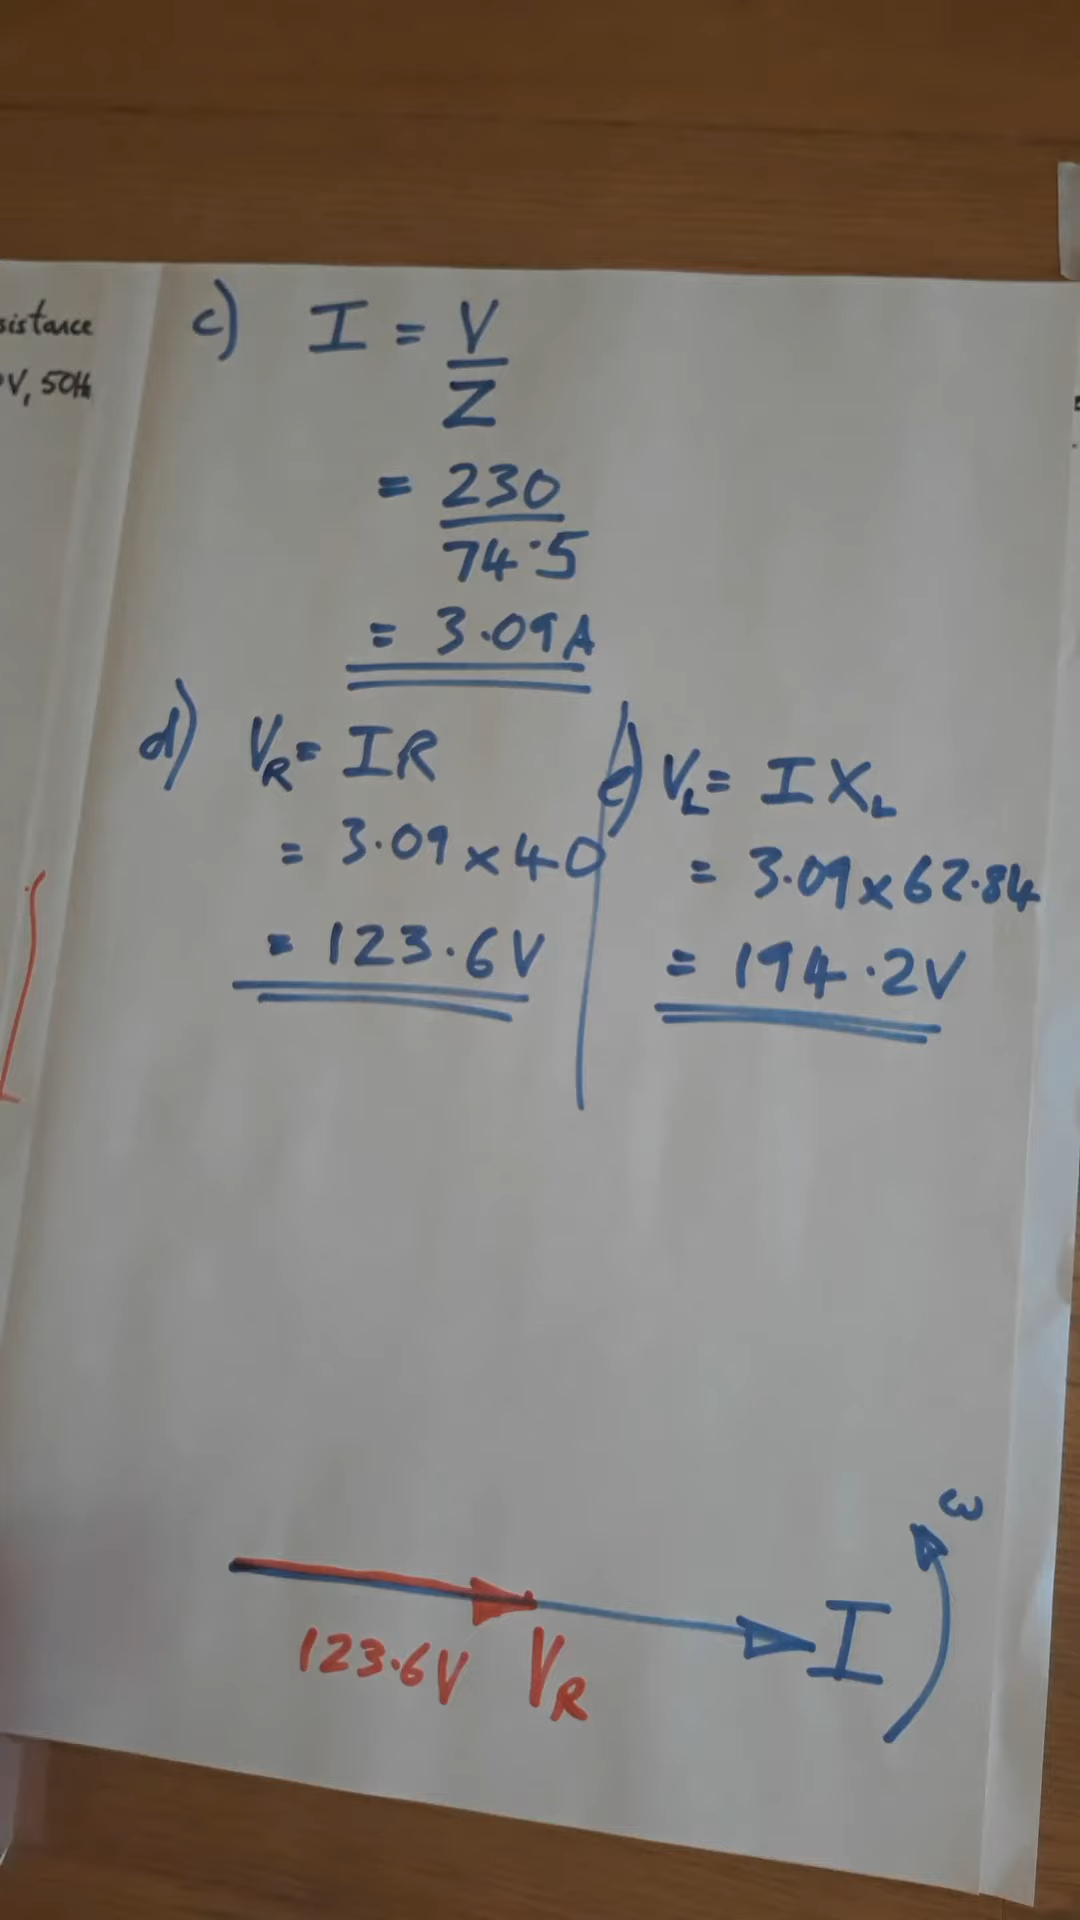 sistance
V, 50Hz
c) I = V
Z
= 230
74.5
= 3.09A
d) VR = IR
= 3.09 x 40
= 123.6V
e) VL = IXL
= 3.09 x 62.84
= 194.2V
ω
I
123.6V VR